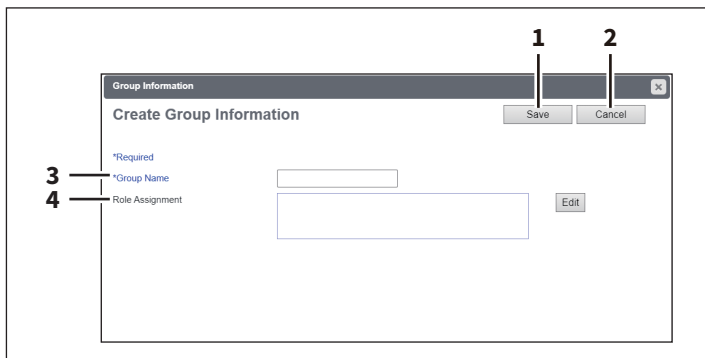 1 2
Group Information
Create Group Information
Save Cancel
*Required
3 *Group Name
4 Role Assignment
Edit